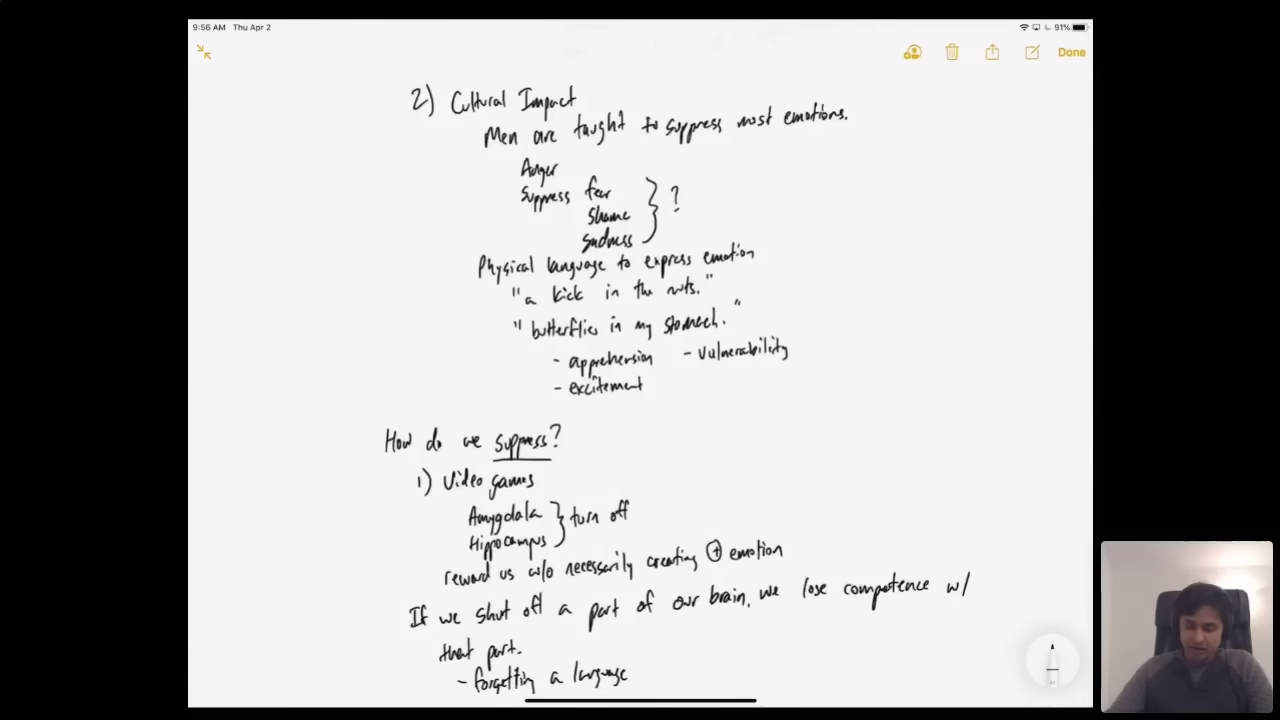 9:56 AM Thu Apr 2
91%
Done
2) Cultural Impact
Men are taught to suppress most emotions.
Anger
Suppress fear
Shame
Sadness
?
Physical language to express emotion
"a kick in the nuts."
"butterflies in my stomach."
- apprehension - vulnerability
- excitement
How do we suppress?
1) Video games
Amygdala
Hippocampus
turn off
reward us w/o necessarily creating + emotion
If we shut off a part of our brain, we lose competence w/
that part.
- forgetting a language